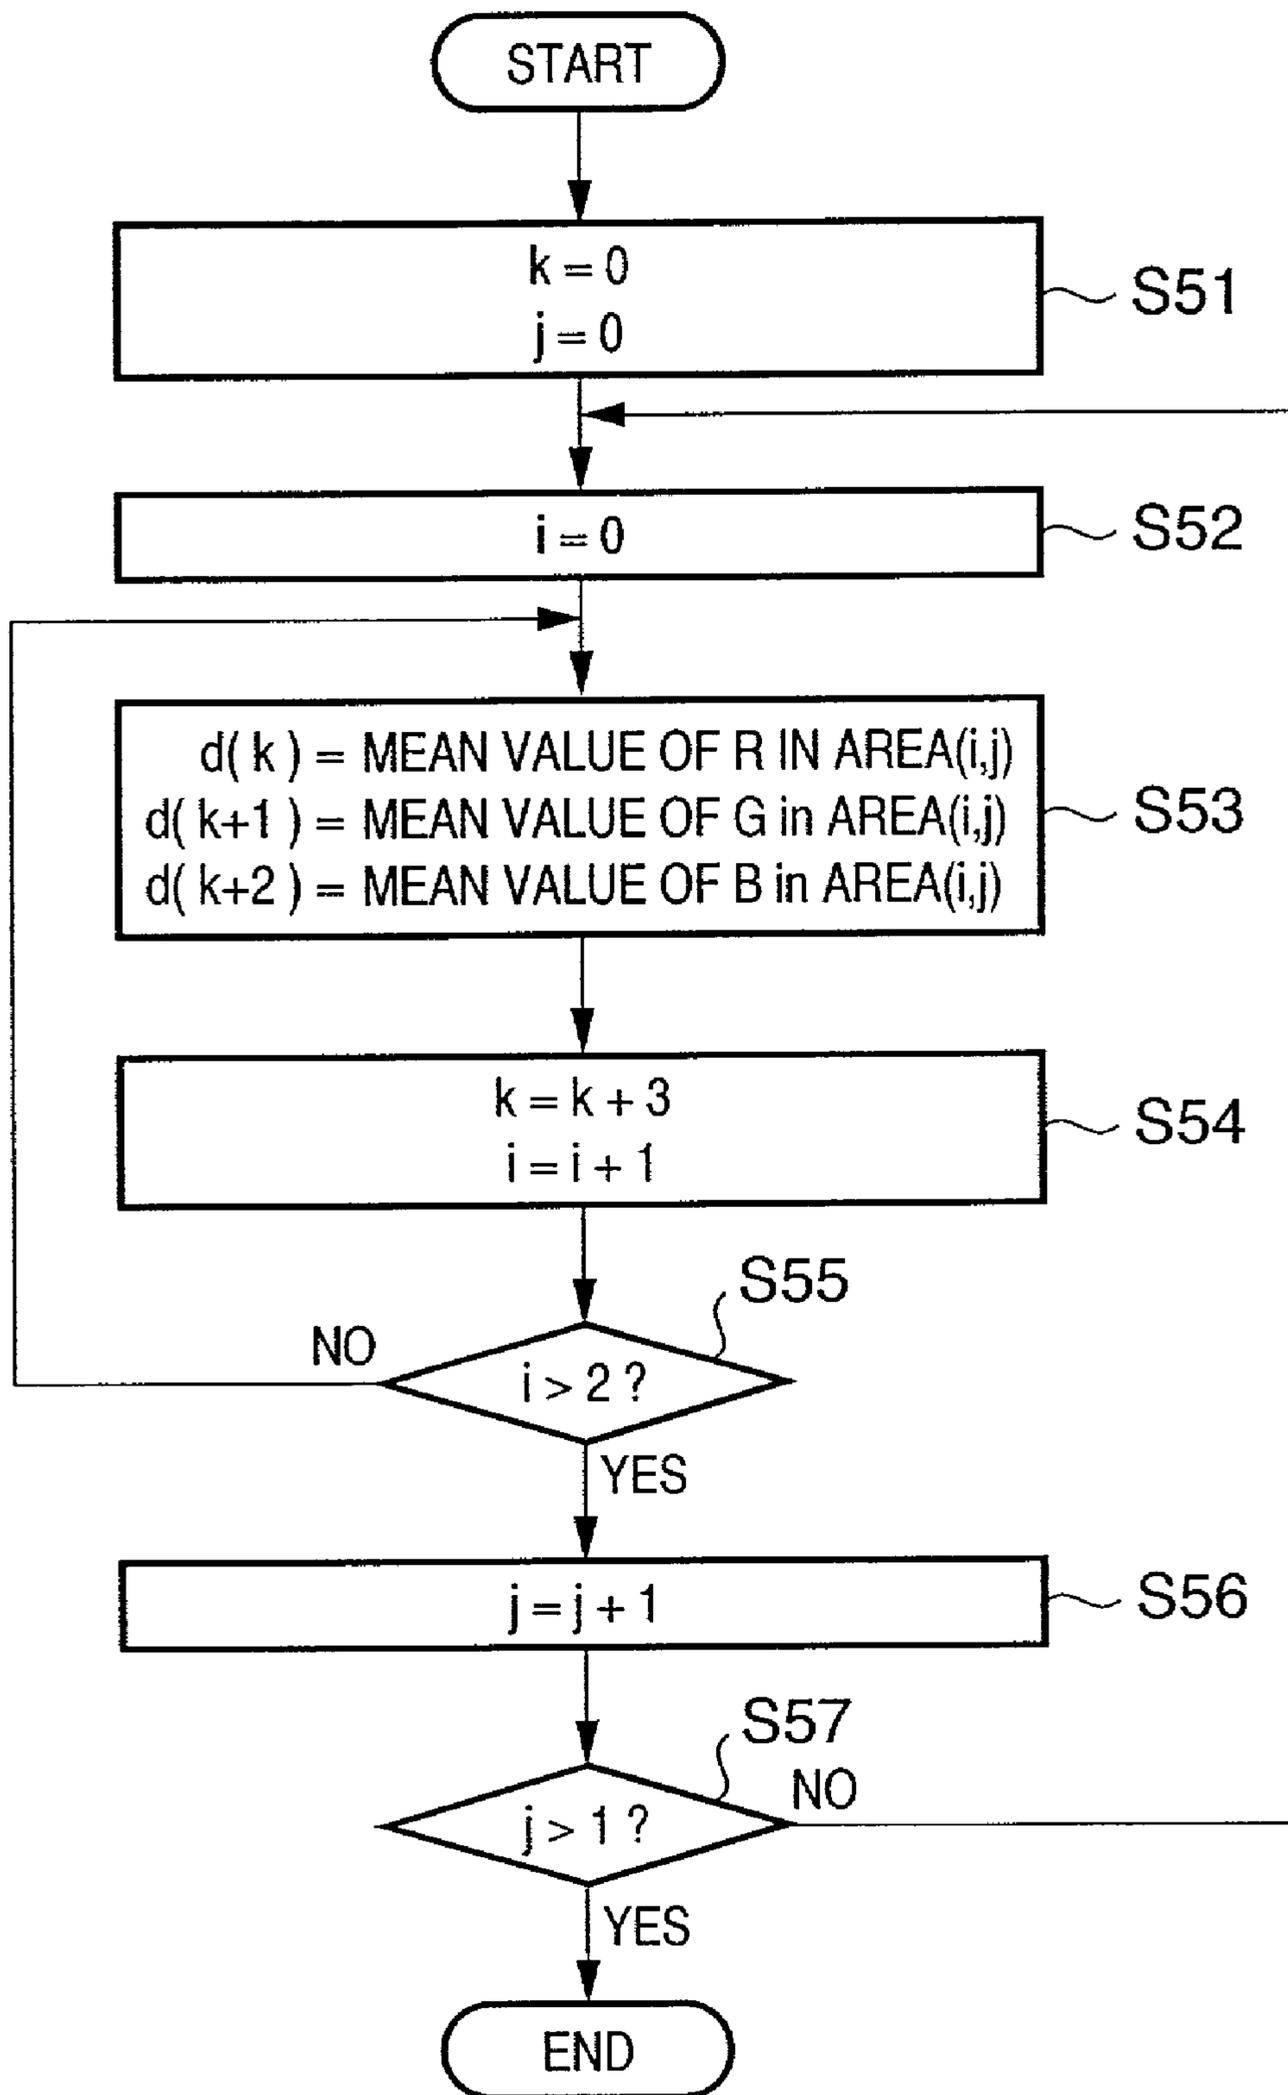 START
k = 0
j = 0
S51
i = 0
S52
d( k ) = MEAN VALUE OF R IN AREA(i,j)
d( k+1 ) = MEAN VALUE OF G in AREA(i,j)
d( k+2 ) = MEAN VALUE OF B in AREA(i,j)
S53
k = k + 3
i = i + 1
S54
S55
NO
i > 2 ?
YES
j = j + 1
S56
S57
NO
j > 1 ?
YES
END